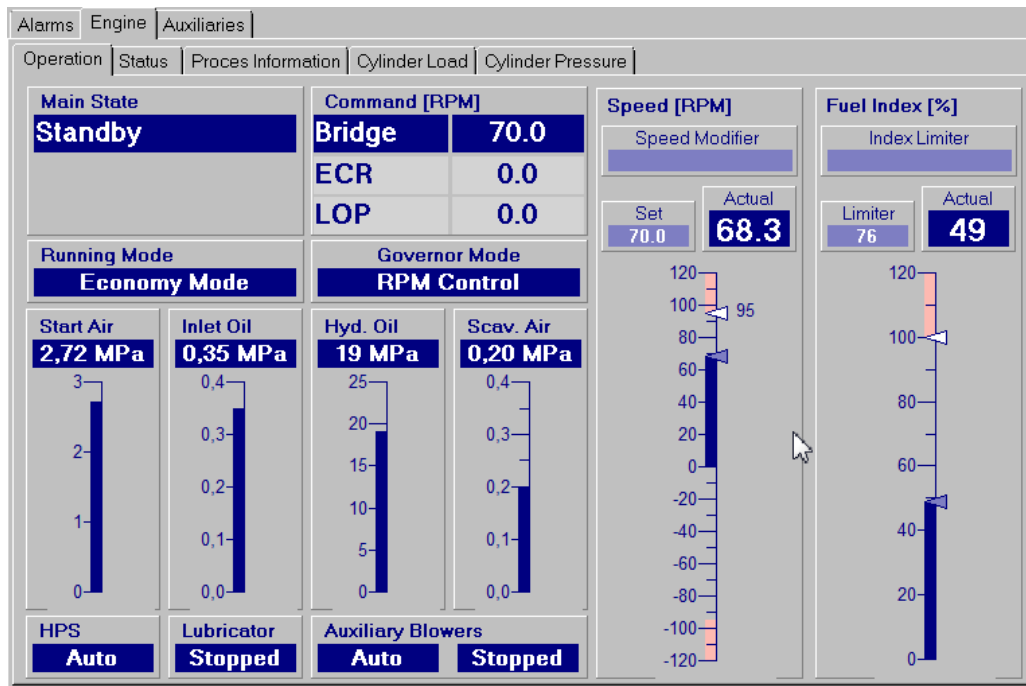 Alarms Engine Auxiliaries
Operation Status Proces Information Cylinder Load Cylinder Pressure
Main State
Standby
Command [RPM]
Bridge 70.0
ECR 0.0
LOP 0.0
Running Mode
Economy Mode
Governor Mode
RPM Control
Start Air
2,72 MPa
3
2
1
0
Inlet Oil
0,35 MPa
0,4
0,3
0,2
0,1
0,0
Hyd. Oil
19 MPa
25
20
15
10
5
0
Scav. Air
0,20 MPa
0,4
0,3
0,2
0,1
0,0
HPS
Auto
Lubricator
Stopped
Auxiliary Blowers
Auto Stopped
Speed [RPM]
Speed Modifier
Set
70.0
Actual
68.3
120
100
95
80
60
40
20
0
-20
-40
-60
-80
-100
-120
Fuel Index [%]
Index Limiter
Limiter
76
Actual
49
120
100
80
60
40
20
0